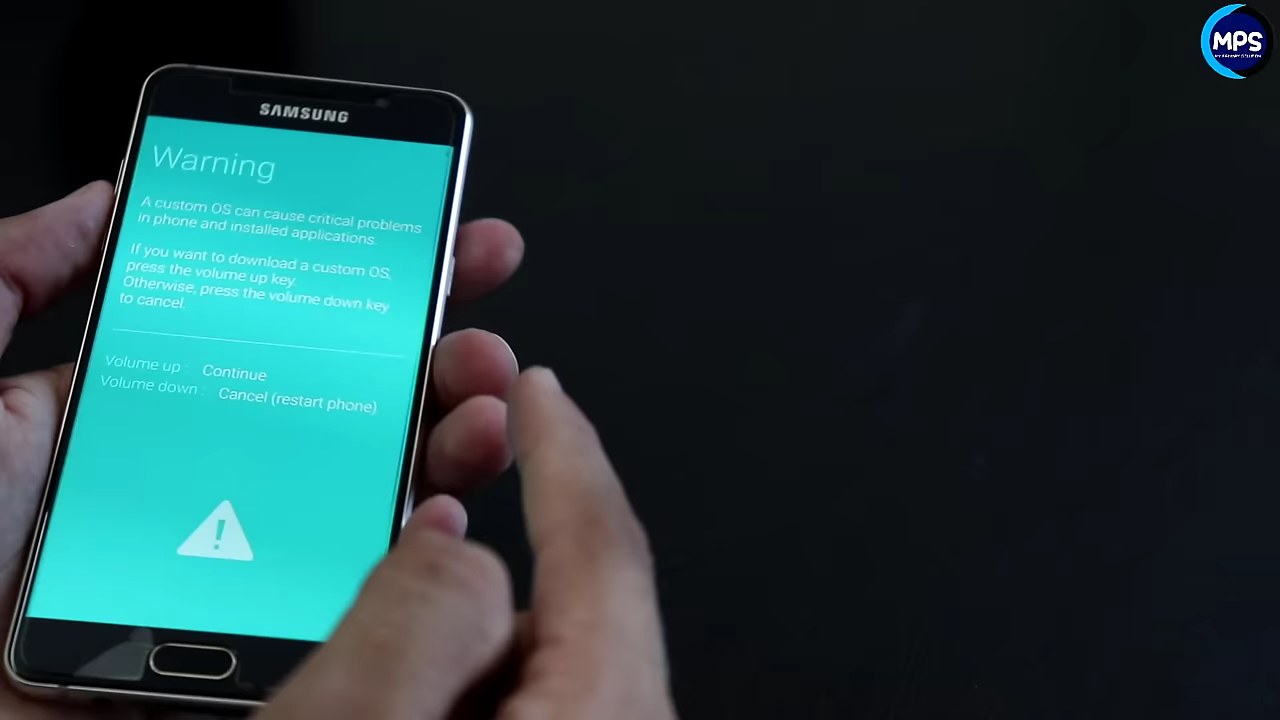 MPS
SAMSUNG
Warning
A custom OS can cause critical problems
in phone and installed applications.
If you want to download a custom OS,
press the volume up key.
Otherwise, press the volume down key
to cancel.
Volume up : Continue
Volume down : Cancel (restart phone)